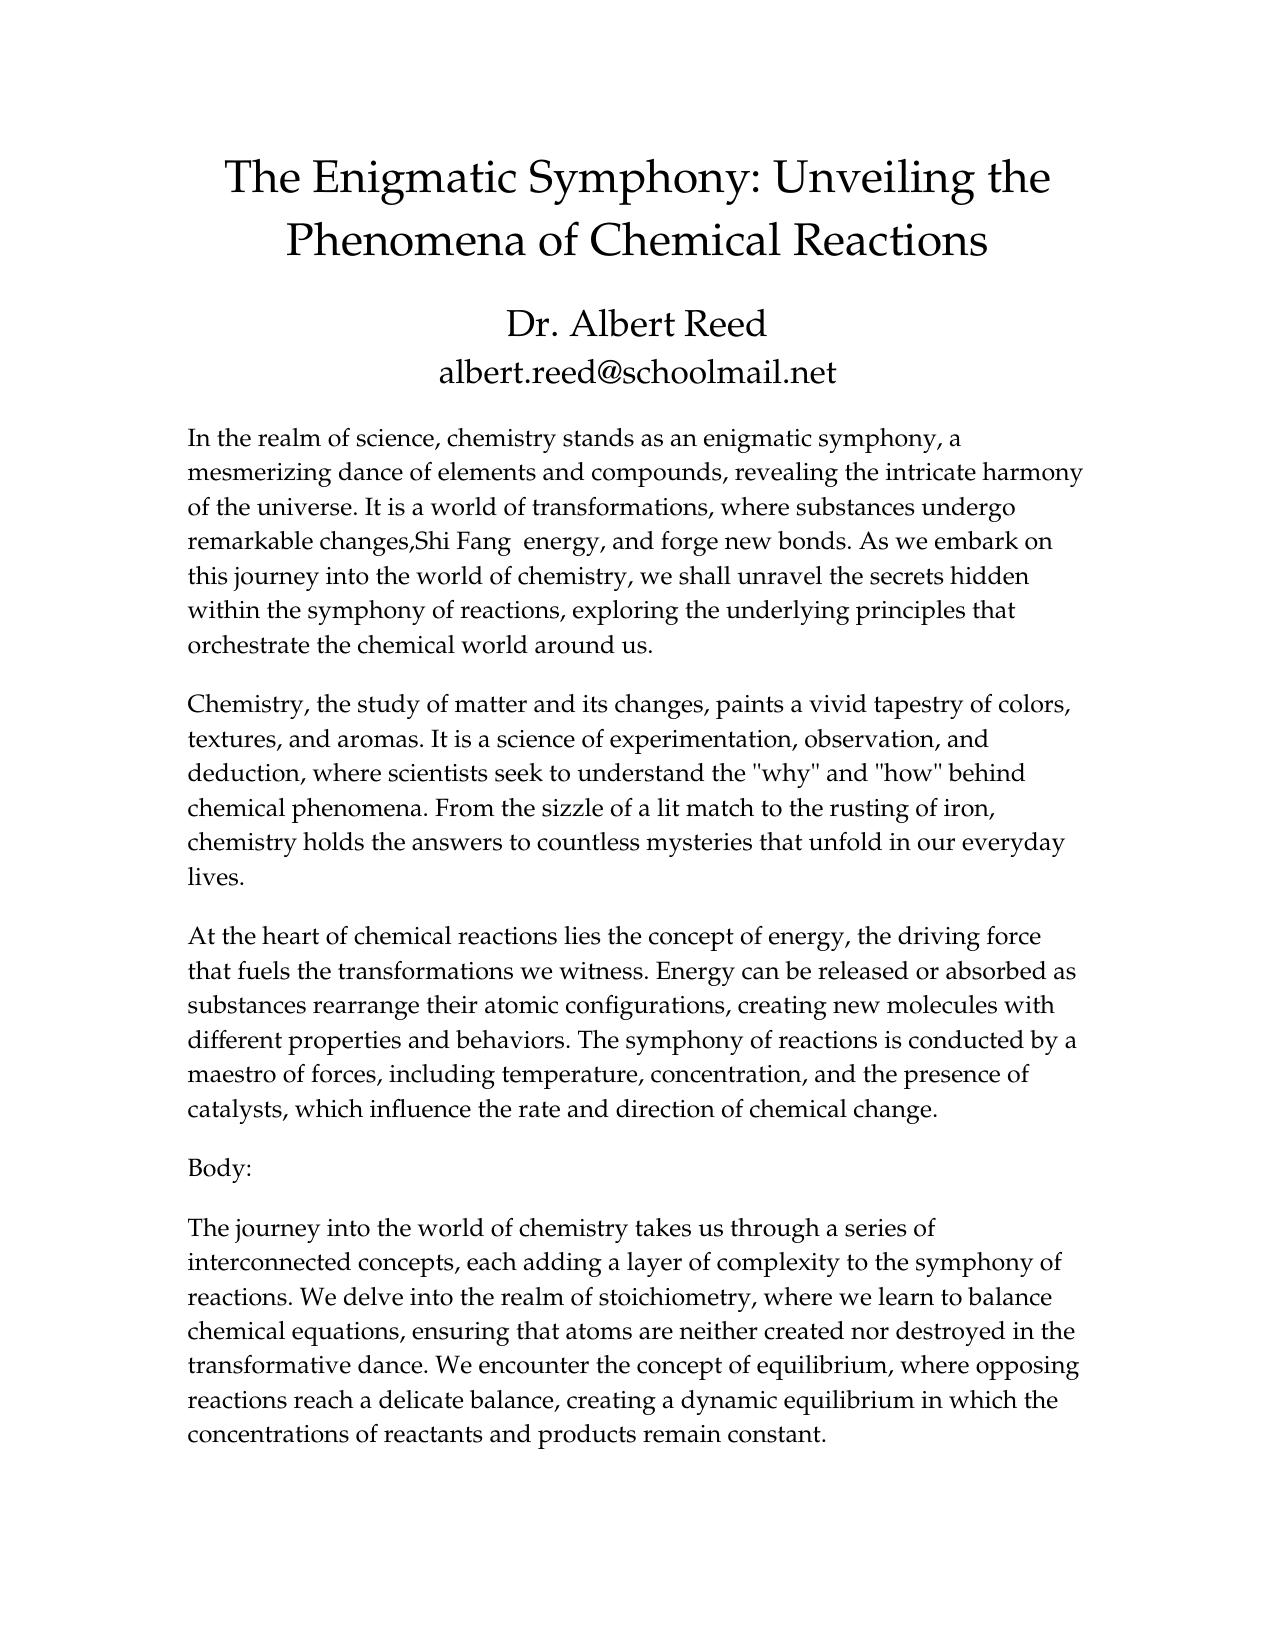 The Enigmatic Symphony: Unveiling the
Phenomena of Chemical Reactions
Dr. Albert Reed
albert.reed@schoolmail.net
In the realm of science, chemistry stands as an enigmatic symphony, a
mesmerizing dance of elements and compounds, revealing the intricate harmony
of the universe. It is a world of transformations, where substances undergo
remarkable changes,Shi Fang  energy, and forge new bonds. As we embark on
this journey into the world of chemistry, we shall unravel the secrets hidden
within the symphony of reactions, exploring the underlying principles that
orchestrate the chemical world around us.
Chemistry, the study of matter and its changes, paints a vivid tapestry of colors,
textures, and aromas. It is a science of experimentation, observation, and
deduction, where scientists seek to understand the "why" and "how" behind
chemical phenomena. From the sizzle of a lit match to the rusting of iron,
chemistry holds the answers to countless mysteries that unfold in our everyday
lives.
At the heart of chemical reactions lies the concept of energy, the driving force
that fuels the transformations we witness. Energy can be released or absorbed as
substances rearrange their atomic configurations, creating new molecules with
different properties and behaviors. The symphony of reactions is conducted by a
maestro of forces, including temperature, concentration, and the presence of
catalysts, which influence the rate and direction of chemical change.
Body:
The journey into the world of chemistry takes us through a series of
interconnected concepts, each adding a layer of complexity to the symphony of
reactions. We delve into the realm of stoichiometry, where we learn to balance
chemical equations, ensuring that atoms are neither created nor destroyed in the
transformative dance. We encounter the concept of equilibrium, where opposing
reactions reach a delicate balance, creating a dynamic equilibrium in which the
concentrations of reactants and products remain constant.